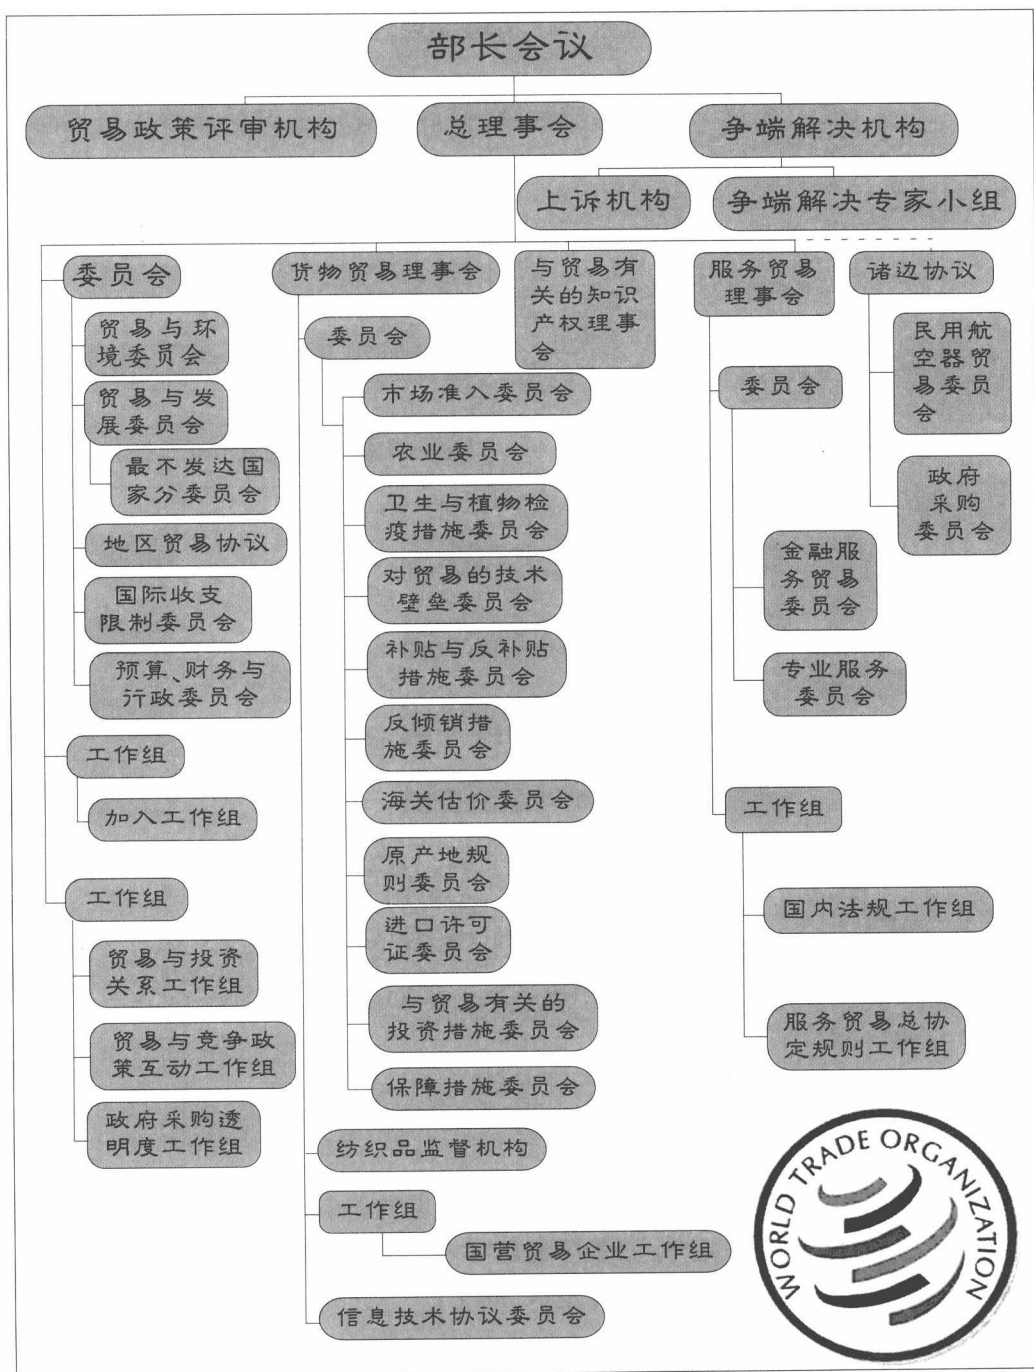 部长会议
贸易政策评审机构
总理事会
争端解决机构
上诉机构
争端解决专家小组
委员会
贸易与环
境委员会
贸易与发
展委员会
最不发达国
家分委员会
地区贸易协议
国际收支
限制委员会
预算、财务与
行政委员会
工作组
加入工作组
工作组
贸易与投资
关系工作组
贸易与竞争政
策互动工作组
政府采购透
明度工作组
货物贸易理事会
委员会
市场准入委员会
农业委员会
卫生与植物检
疫措施委员会
对贸易的技术
壁垒委员会
补贴与反补贴
措施委员会
反倾销措
施委员会
海关估价委员会
原产地规
则委员会
进口许可
证委员会
与贸易有关的
投资措施委员会
保障措施委员会
纺织品监督机构
工作组
国营贸易企业工作组
信息技术协议委员会
与贸易有
关的知识
产权理事
会
服务贸易
理事会
委员会
金融服
务贸易
委员会
专业服务
委员会
工作组
国内法规工作组
服务贸易总协
定规则工作组
诸边协议
民用航
空器贸
易委员
会
政府
采购
委员会
WORLD TRADE ORGANIZATION